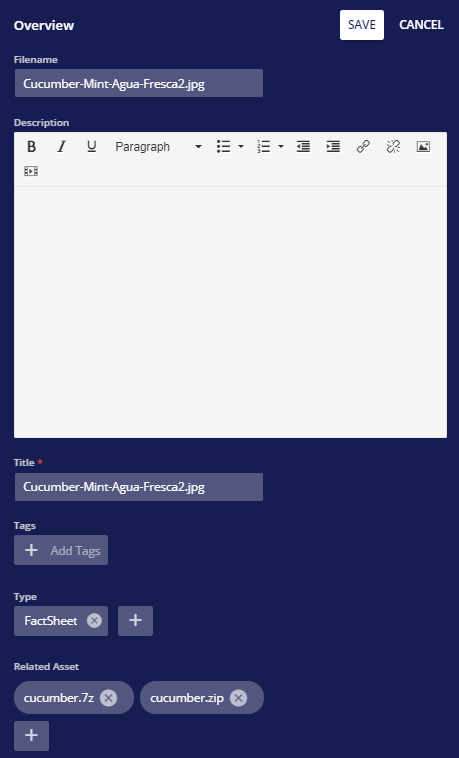 Overview SAVE CANCEL
Filename
Cucumber-Mint-Agua-Fresca2.jpg
Description
B I U Paragraph
Title *
Cucumber-Mint-Agua-Fresca2.jpg
Tags
+ Add Tags
Type
FactSheet +
Related Asset
cucumber.7z cucumber.zip
+